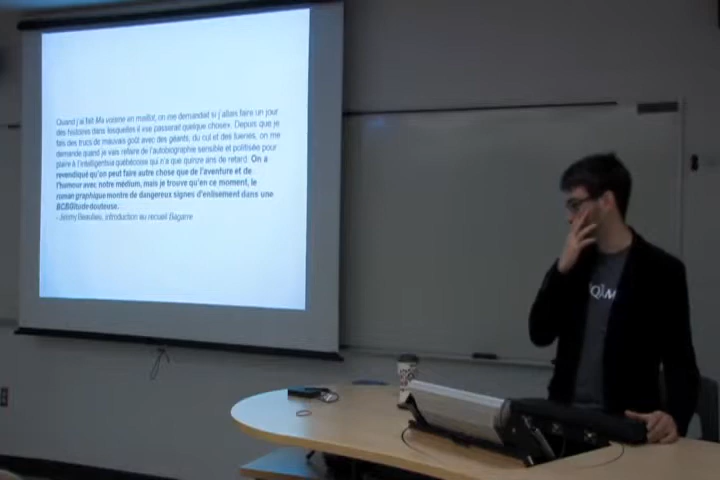 Quand j'ai fait Ma voisine en maillot, on me demandait si j'allais faire un jour
des histoires dans lesquelles il «se passerait quelque chose». Depuis que je
fais des trucs de mauvais goût avec des géants, du cul et des tueries, on me
demande quand je vais refaire de l'autobiographie sensible et politisée pour
plaire à l'intelligentsia québécoise qui n'a que quinze ans de retard. On a
revendiqué qu'on peut faire autre chose que de l'aventure et de
l'humour avec notre médium, mais je trouve qu'en ce moment, le
roman graphique montre de dangereux signes d'enlisement dans une
BCBGitude douteuse.
- Jimmy Beaulieu, introduction au recueil Bagarre